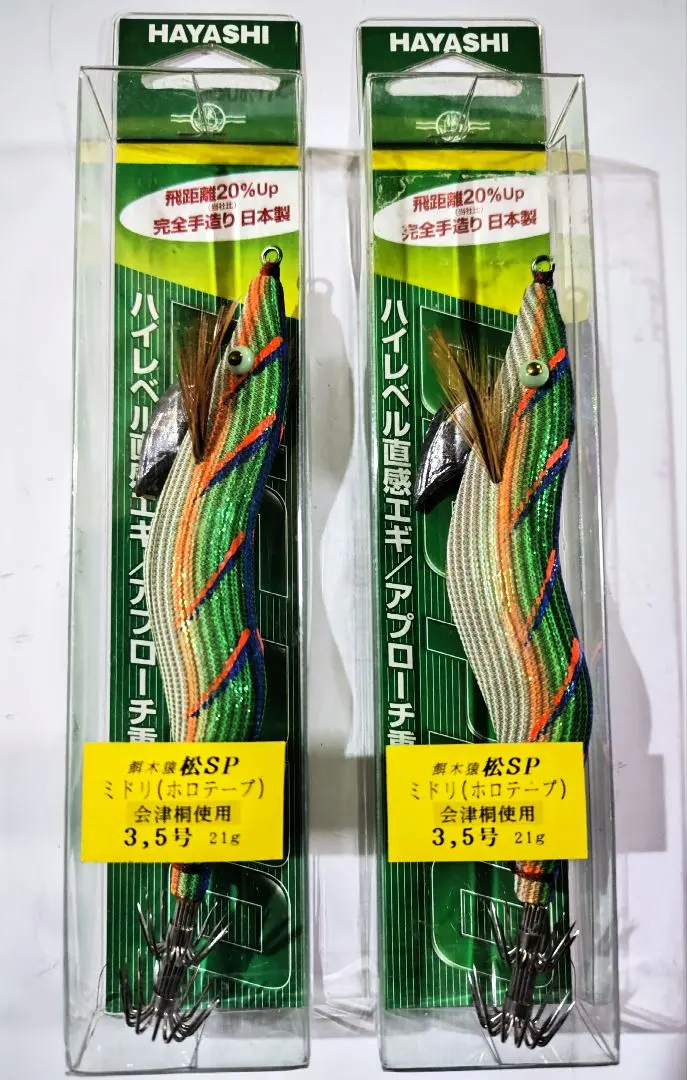 HAYASHI
飛距離20%Up
(当社比)
完全手造り 日本製
ハイレベル直感エギ/アプローチ重
餌木猿 松SP
ミドリ(ホロテープ)
会津桐使用
3,5号 21g
HAYASHI
飛距離20%Up
(当社比)
完全手造り 日本製
ハイレベル直感エギ/アプローチ重
餌木猿 松SP
ミドリ(ホロテープ)
会津桐使用
3,5号 21g